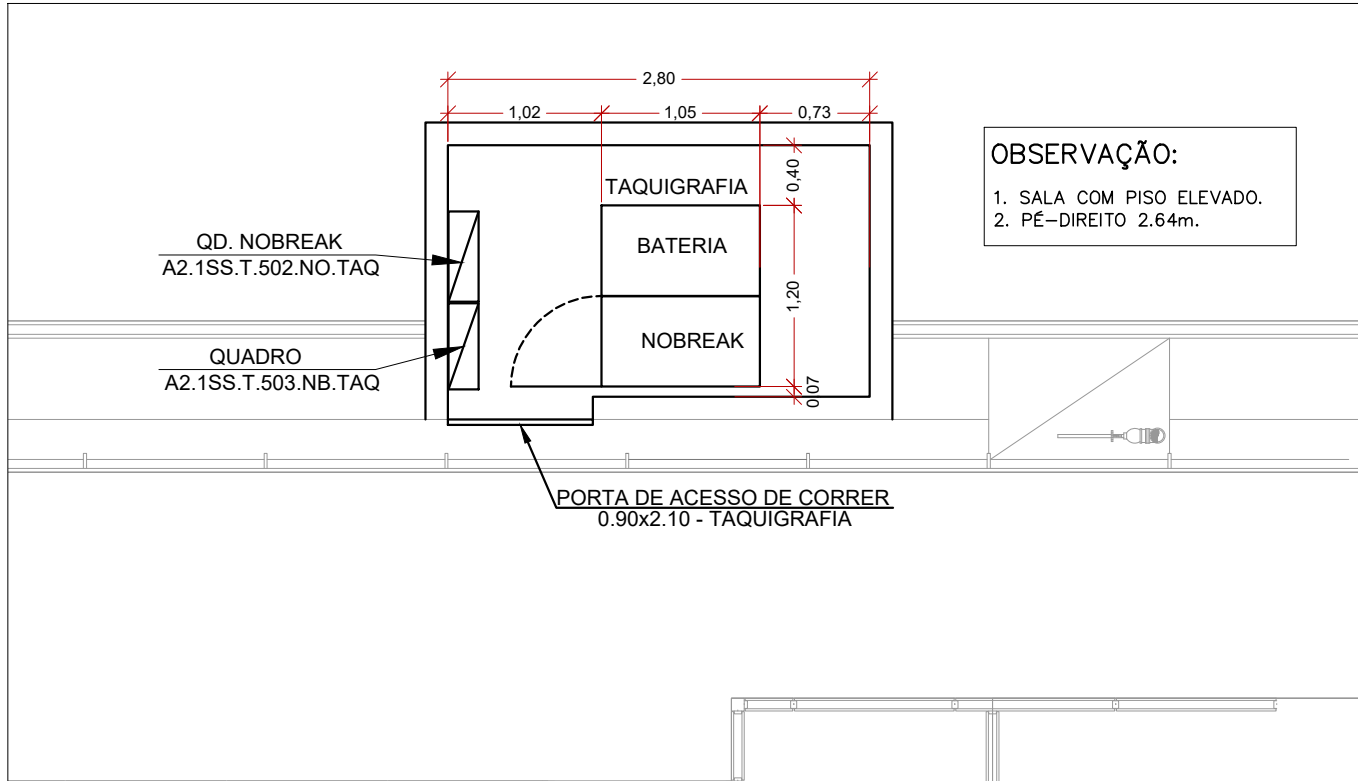 2,80
1,02
1,05
0,73
0,40
TAQUIGRAFIA
BATERIA
1,20
NOBREAK
0,07
QD. NOBREAK
A2.1SS.T.502.NO.TAQ
QUADRO
A2.1SS.T.503.NB.TAQ
OBSERVAÇÃO:
1. SALA COM PISO ELEVADO.
2. PÉ-DIREITO 2.64m.
PORTA DE ACESSO DE CORRER
0.90x2.10 - TAQUIGRAFIA